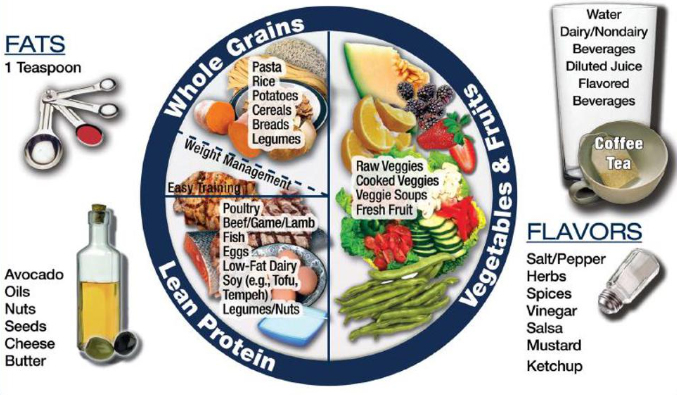 FATS
1 Teaspoon
Avocado
Oils
Nuts
Seeds
Cheese
Butter
Whole Grains
Pasta
Rice
Potatoes
Cereals
Breads
Legumes
Weight Management
Easy Training
Poultry
Beef/Game/Lamb
Fish
Eggs
Low-Fat Dairy
Soy (e.g., Tofu,
Tempeh)
Legumes/Nuts
Lean Protein
Vegetables & Fruits
Raw Veggies
Cooked Veggies
Veggie Soups
Fresh Fruit
Water
Dairy/Nondairy
Beverages
Diluted Juice
Flavored
Beverages
Coffee
Tea
FLAVORS
Salt/Pepper
Herbs
Spices
Vinegar
Salsa
Mustard
Ketchup